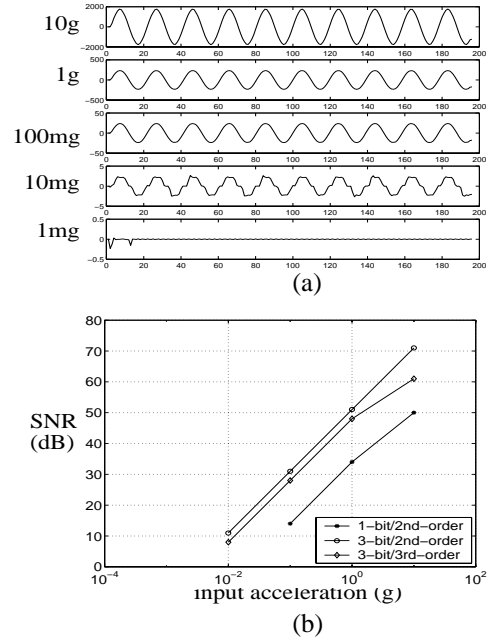 10g
2000
0
−2000
0 20 40 60 80 100 120 140 160 180 200
1g
500
0
−500
0 20 40 60 80 100 120 140 160 180 200
100mg
50
0
−50
0 20 40 60 80 100 120 140 160 180 200
10mg
5
0
−5
0 20 40 60 80 100 120 140 160 180 200
1mg
0.5
0
−0.5
0 20 40 60 80 100 120 140 160 180 200
(a)
80
70
60
50
40
30
20
10
0
SNR
(dB)
1−bit/2nd−order
3−bit/2nd−order
3−bit/3rd−order
10⁻⁴ 10⁻² 10⁰ 10²
Input acceleration (g)
(b)